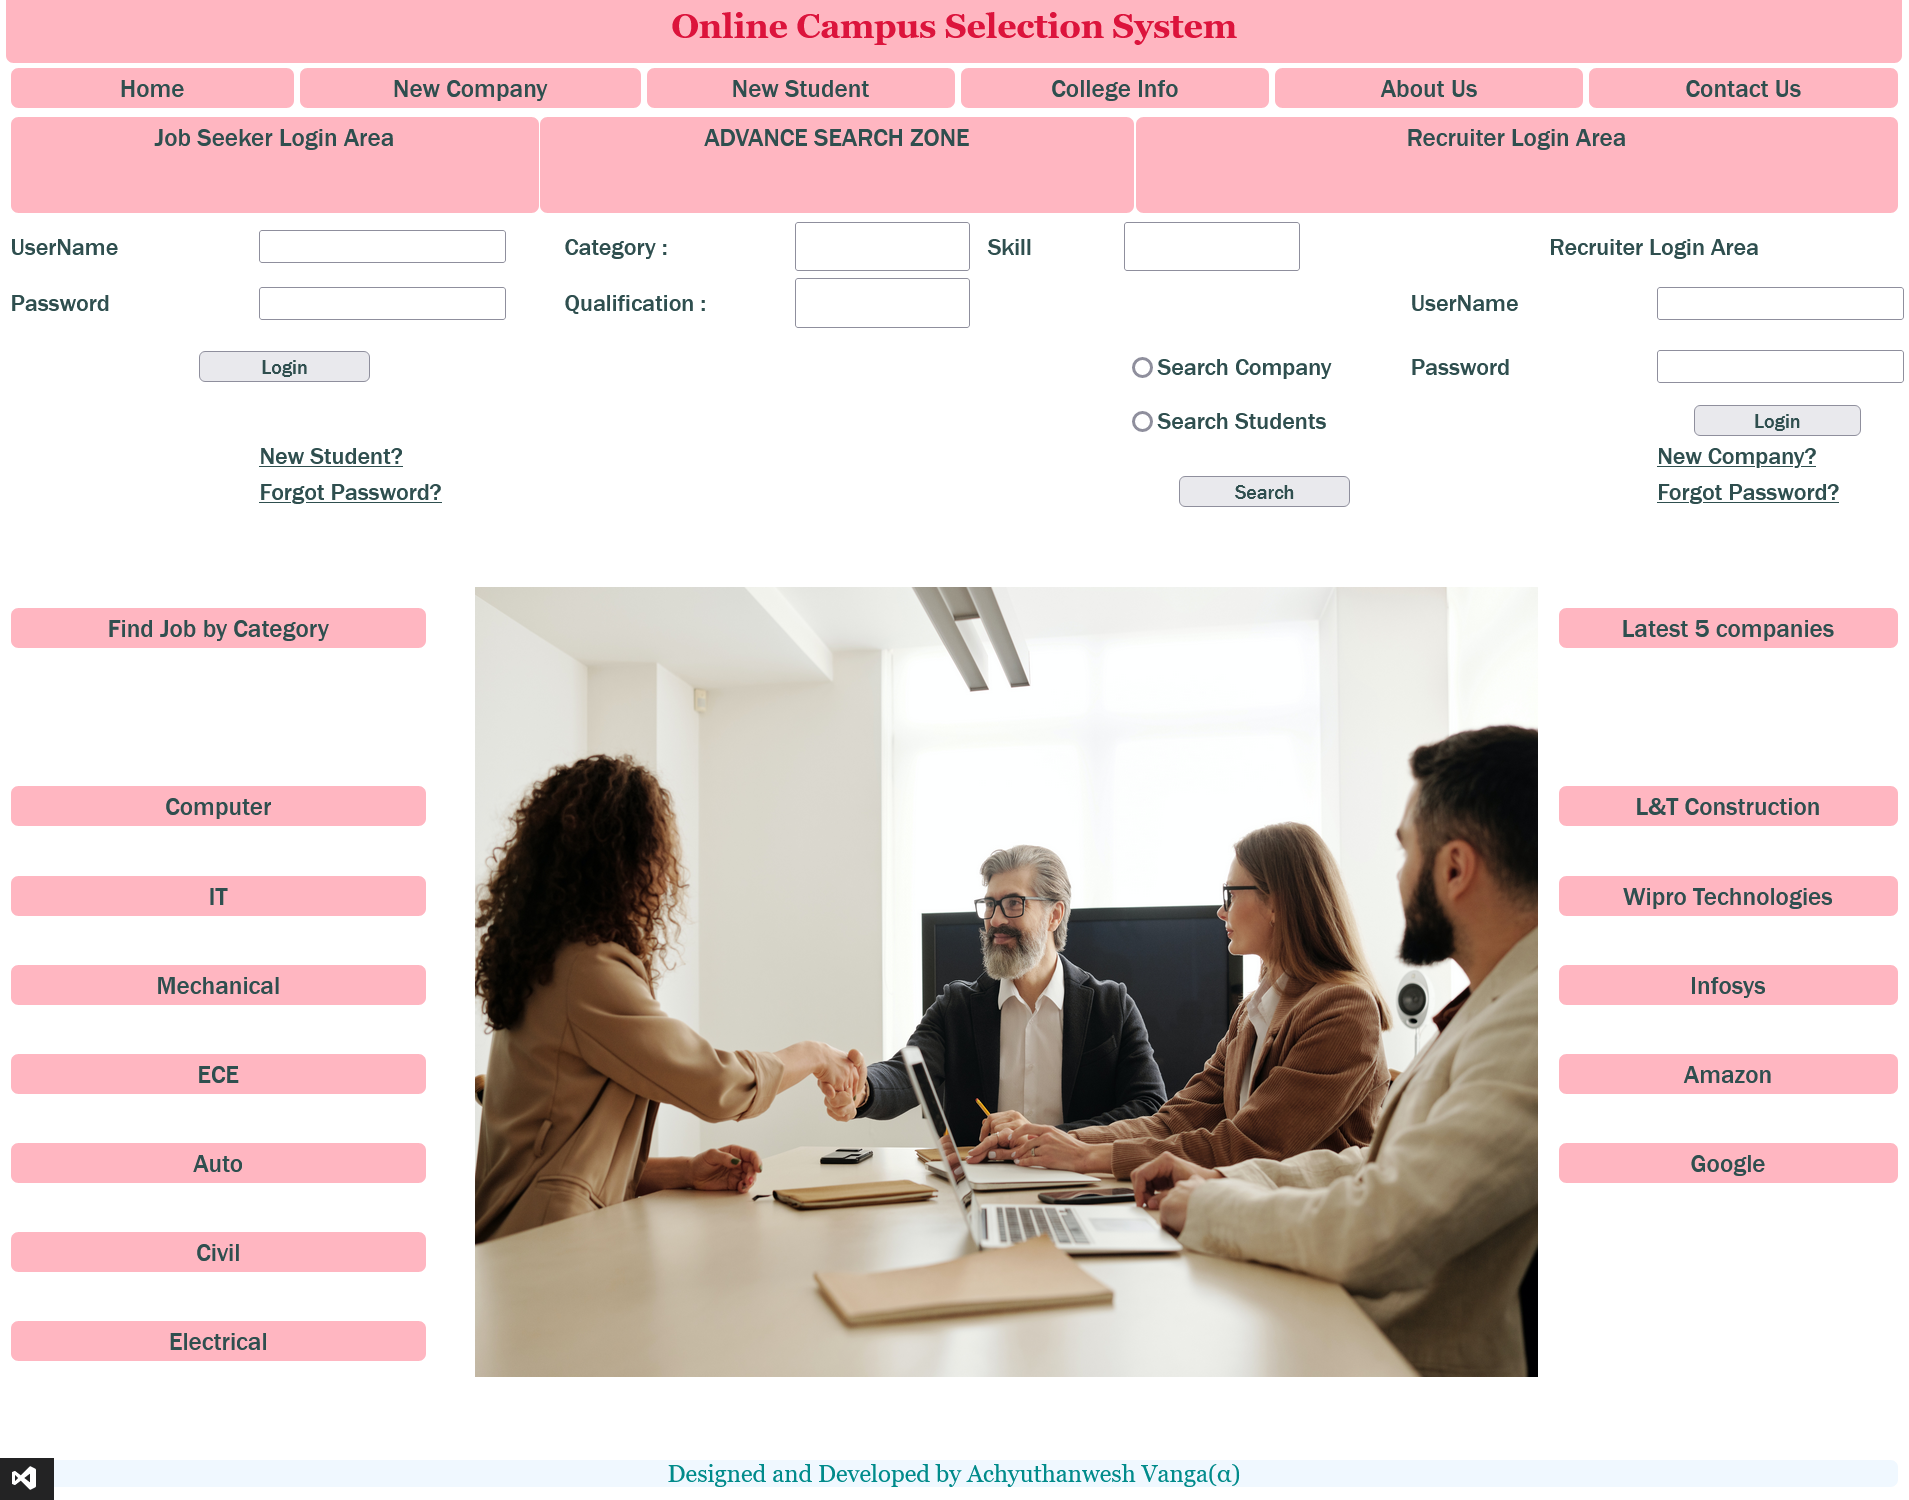 Online Campus Selection System
Home
New Company
New Student
College Info
About Us
Contact Us
Job Seeker Login Area
ADVANCE SEARCH ZONE
Recruiter Login Area
UserName
Category :
Skill
Recruiter Login Area
Password
Qualification :
UserName
Login
Search Company
Password
Search Students
Login
New Student?
New Company?
Forgot Password?
Search
Forgot Password?
Find Job by Category
Latest 5 companies
Computer
L&T Construction
IT
Wipro Technologies
Mechanical
Infosys
ECE
Amazon
Auto
Google
Civil
Electrical
Designed and Developed by Achyuthanwesh Vanga(α)